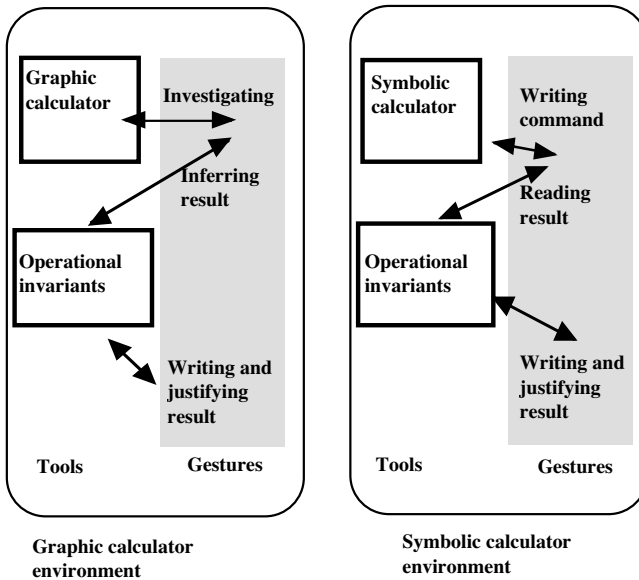 Graphic
calculator
Investigating
Inferring
result
Operational
invariants
Writing and
justifying
result
Tools
Gestures
Graphic calculator
environment
Symbolic
calculator
Writing
command
Reading
result
Operational
invariants
Writing and
justifying
result
Tools
Gestures
Symbolic calculator
environment